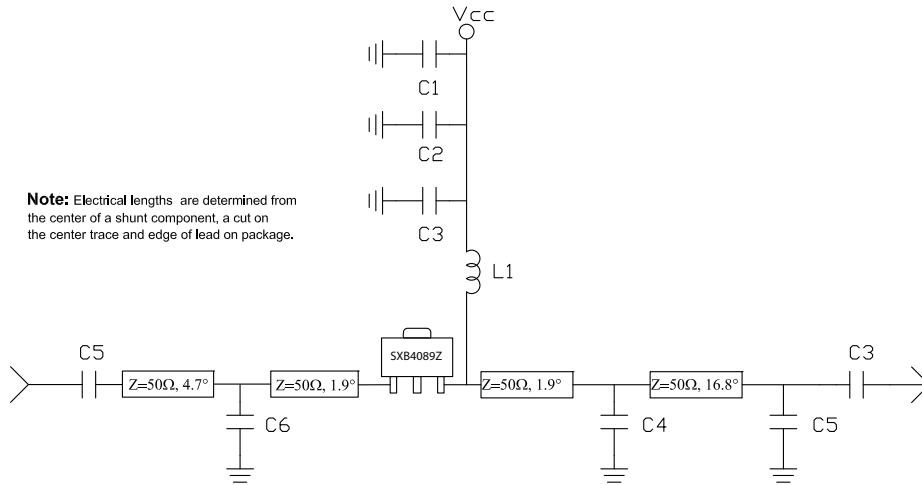 Vcc
C1
C2
C3
Note: Electrical lengths are determined from
the center of a shunt component, a cut on
the center trace and edge of lead on package.
L1
SXB4089Z
C5
C3
Z=50Ω, 4.7°
Z=50Ω, 1.9°
Z=50Ω, 1.9°
Z=50Ω, 16.8°
C6
C4
C5